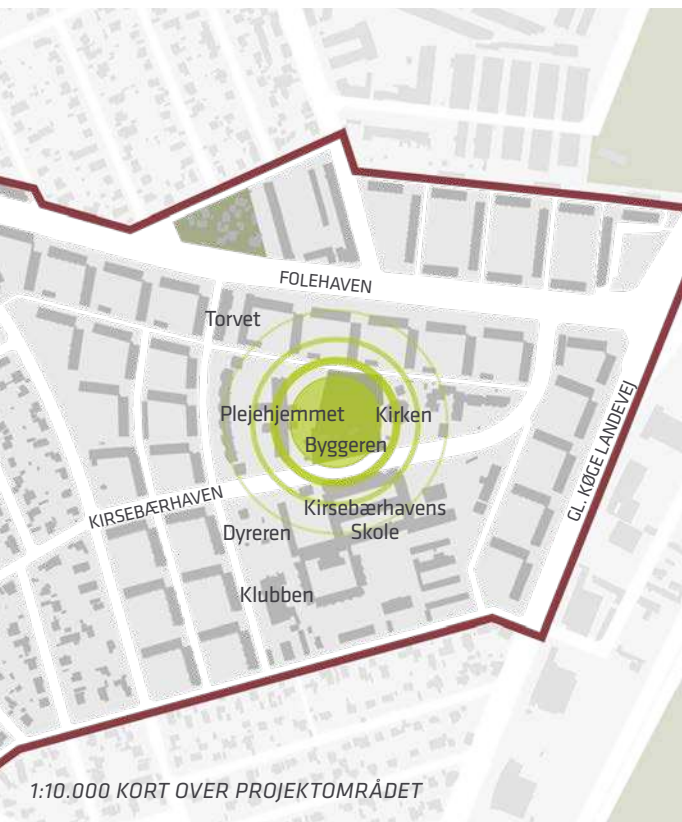 FOLEHAVEN
Torvet
Plejehjemmet
Kirken
Byggeren
GL. KØGE LANDEVEJ
KIRSEBÆRHAVEN
Kirsebærhavens
Skole
Dyreren
Klubben
1:10.000 KORT OVER PROJEKTOMRÅDET